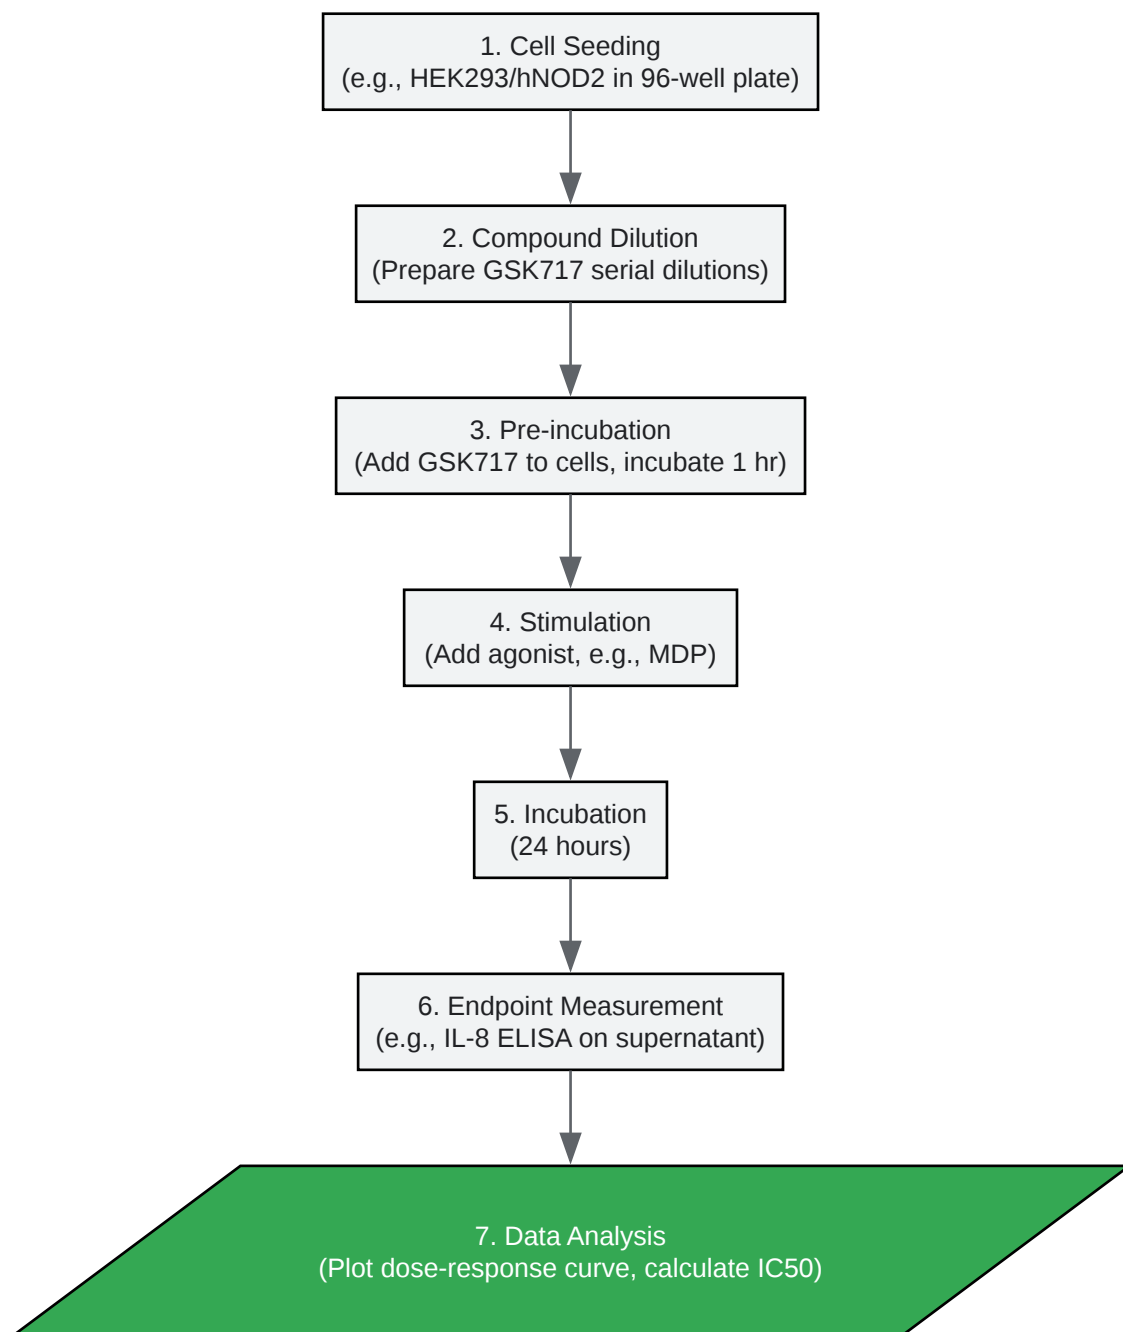 1. Cell Seeding
(e.g., HEK293/hNOD2 in 96-well plate)
2. Compound Dilution
(Prepare GSK717 serial dilutions)
3. Pre-incubation
(Add GSK717 to cells, incubate 1 hr)
4. Stimulation
(Add agonist, e.g., MDP)
5. Incubation
(24 hours)
6. Endpoint Measurement
(e.g., IL-8 ELISA on supernatant)
7. Data Analysis
(Plot dose-response curve, calculate IC50)